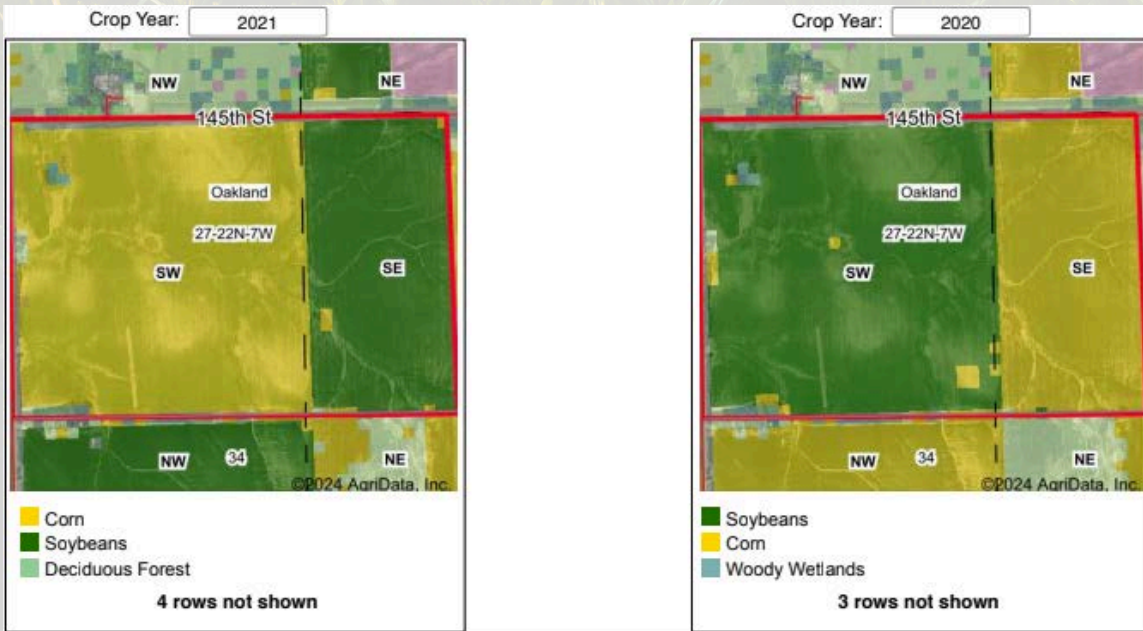 Crop Year: 2021
NW
NE
145th St
Oakland
27-22N-7W
SW
SE
NW
34
NE
©2024 AgriData, Inc.
Corn
Soybeans
Deciduous Forest
4 rows not shown
Crop Year: 2020
NW
NE
145th St
Oakland
27-22N-7W
SW
SE
NW
34
NE
©2024 AgriData, Inc.
Soybeans
Corn
Woody Wetlands
3 rows not shown